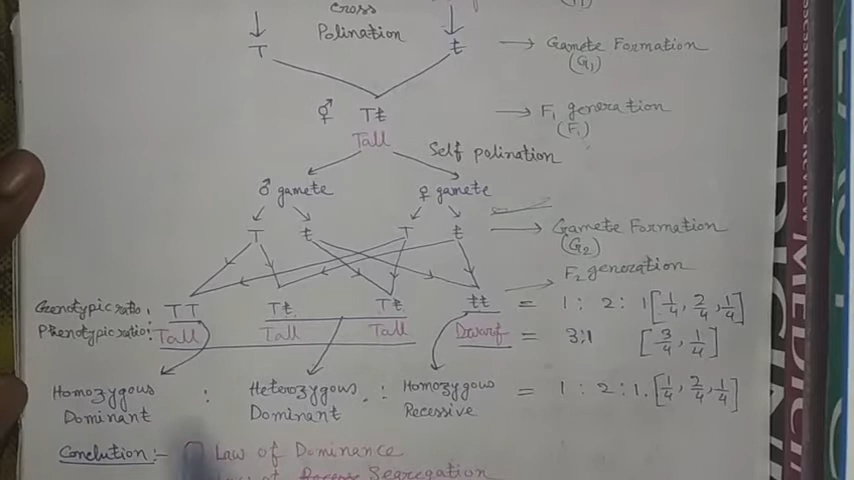 Cross
Polination
T t → Gamete Formation
(G1)
⚥ Tt → F1 generation
Tall (F1)
Self polination
♂ gamete ♀ gamete
T t T t → Gamete Formation
(G2)
F2 generation
Genotypic ratio: TT Tt Tt tt = 1 : 2 : 1 [1/4, 2/4, 1/4]
Phenotypic ratio: Tall Tall Tall Dwarf = 3:1 [3/4, 1/4]
Homozygous : Heterozygous : Homozygous = 1 : 2 : 1. [1/4, 2/4, 1/4]
Dominant Dominant Recessive
Conclution :- Law of Dominance
Segregation